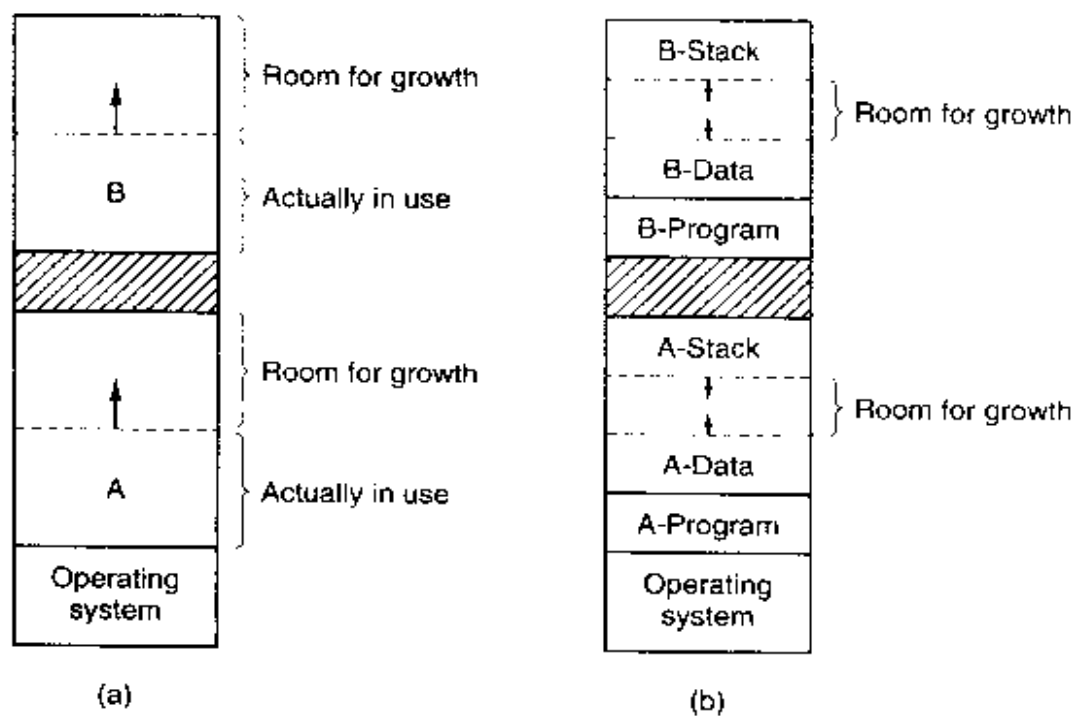 Room for growth
B
Actually in use
Room for growth
A
Actually in use
Operating
system
(a)
B-Stack
Room for growth
B-Data
B-Program
A-Stack
Room for growth
A-Data
A-Program
Operating
system
(b)